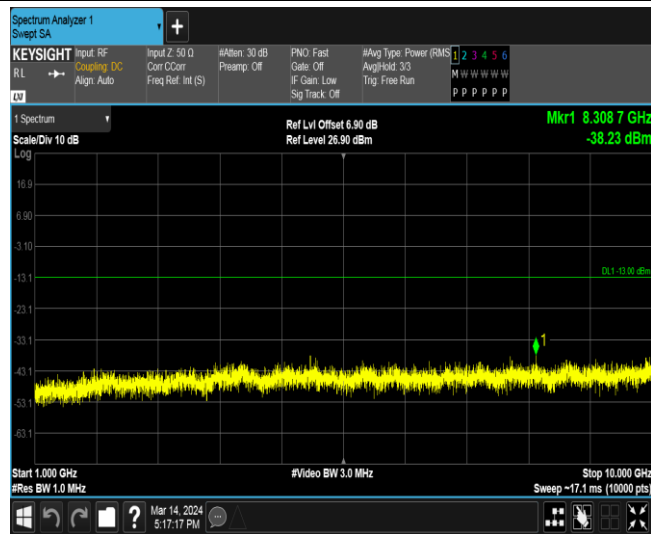 Spectrum Analyzer 1
Swept SA
KEYSIGHT
RL
Input: RF
Coupling: DC
Align: Auto
Input Z: 50 Ω
Corr CCorr
Freq Ref: Int (S)
#Atten: 30 dB
Preamp: Off
PNO: Fast
Gate: Off
IF Gain: Low
Sig Track: Off
#Avg Type: Power (RMS
Avg|Hold: 3/3
Trig: Free Run
1 2 3 4 5 6
M W W W W W
P P P P P P
LXI
1 Spectrum
Scale/Div 10 dB
Log
Ref Lvl Offset 6.90 dB
Ref Level 26.90 dBm
Mkr1 8.308 7 GHz
-38.23 dBm
16.9
6.90
-3.10
-13.1
-23.1
-33.1
-43.1
-53.1
-63.1
DL1 -13.00 dBm
1
Start 1.000 GHz
#Res BW 1.0 MHz
#Video BW 3.0 MHz
Stop 10.000 GHz
Sweep ~17.1 ms (10000 pts)
?
Mar 14, 2024
5:17:17 PM